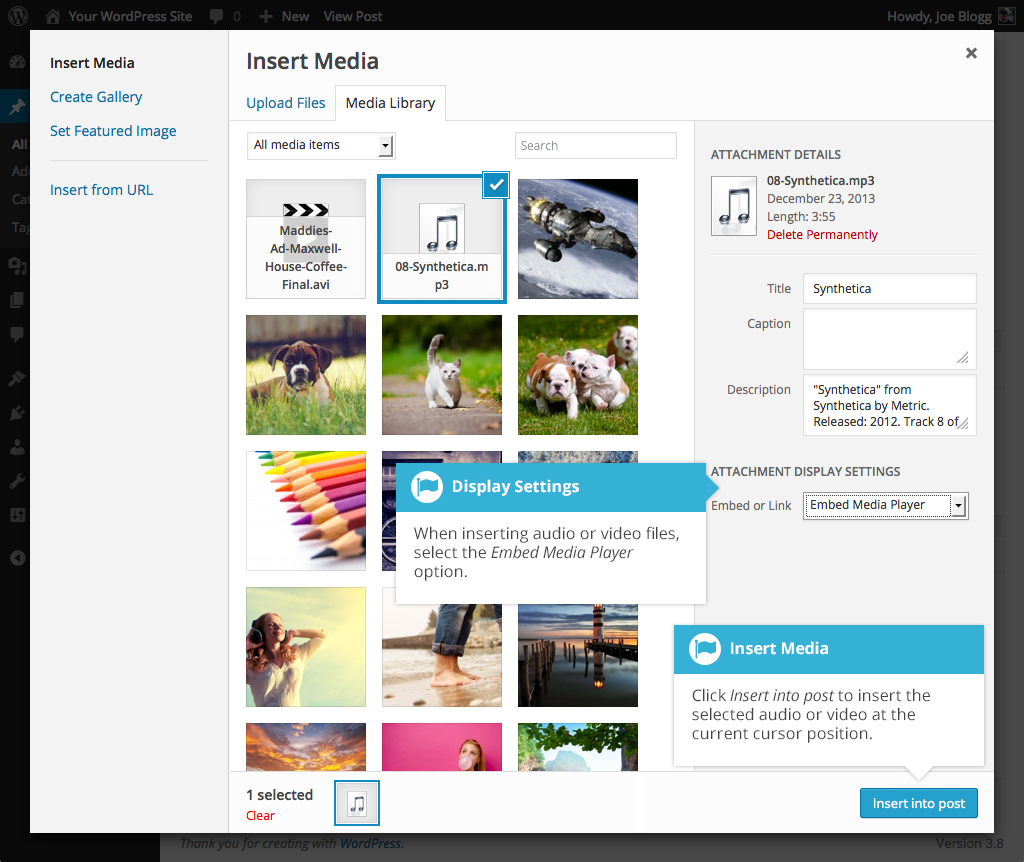 Your WordPress Site
0
New
View Post
Howdy, Joe Blogg
Insert Media
Create Gallery
Set Featured Image
Insert from URL
All
Add
Cat
Tag
Insert Media
Upload Files
Media Library
All media items
Search
Maddies-
Ad-Maxwell-
House-Coffee-
Final.avi
08-Synthetica.m
p3
ATTACHMENT DETAILS
08-Synthetica.mp3
December 23, 2013
Length: 3:55
Delete Permanently
Title
Synthetica
Caption
Description
"Synthetica" from
Synthetica by Metric.
Released: 2012. Track 8 of
ATTACHMENT DISPLAY SETTINGS
Embed or Link
Embed Media Player
Display Settings
When inserting audio or video files,
select the Embed Media Player
option.
Insert Media
Click Insert into post to insert the
selected audio or video at the
current cursor position.
1 selected
Clear
Insert into post
Thank you for creating with WordPress.
Version 3.8